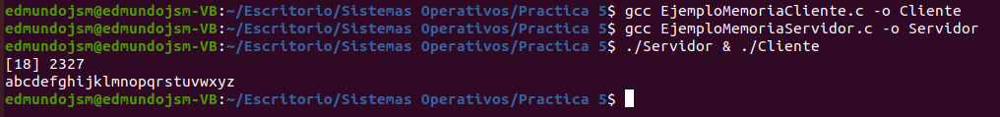 edmundojsm@edmundojsm-VB:~/Escritorio/Sistemas Operativos/Practica 5$ gcc EjemploMemoriaCliente.c -o Cliente
edmundojsm@edmundojsm-VB:~/Escritorio/Sistemas Operativos/Practica 5$ gcc EjemploMemoriaServidor.c -o Servidor
edmundojsm@edmundojsm-VB:~/Escritorio/Sistemas Operativos/Practica 5$ ./Servidor & ./Cliente
[18] 2327
abcdefghijklmnopqrstuvwxyz
edmundojsm@edmundojsm-VB:~/Escritorio/Sistemas Operativos/Practica 5$